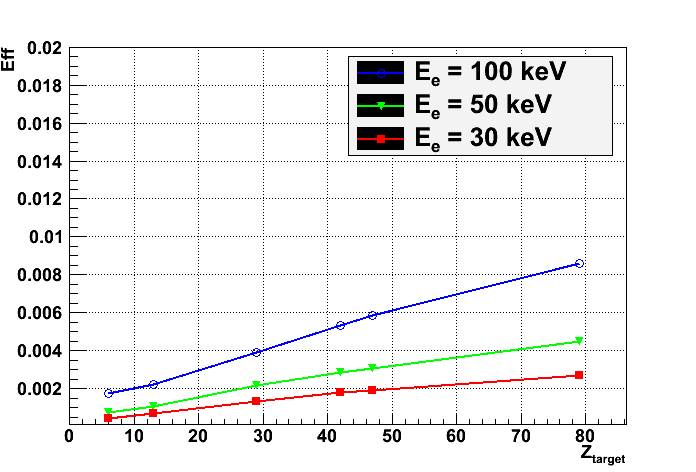 Eff
0.02
0.018
0.016
0.014
0.012
0.01
0.008
0.006
0.004
0.002
0 10 20 30 40 50 60 70 80
Z_target
E_e = 100 keV
E_e = 50 keV
E_e = 30 keV